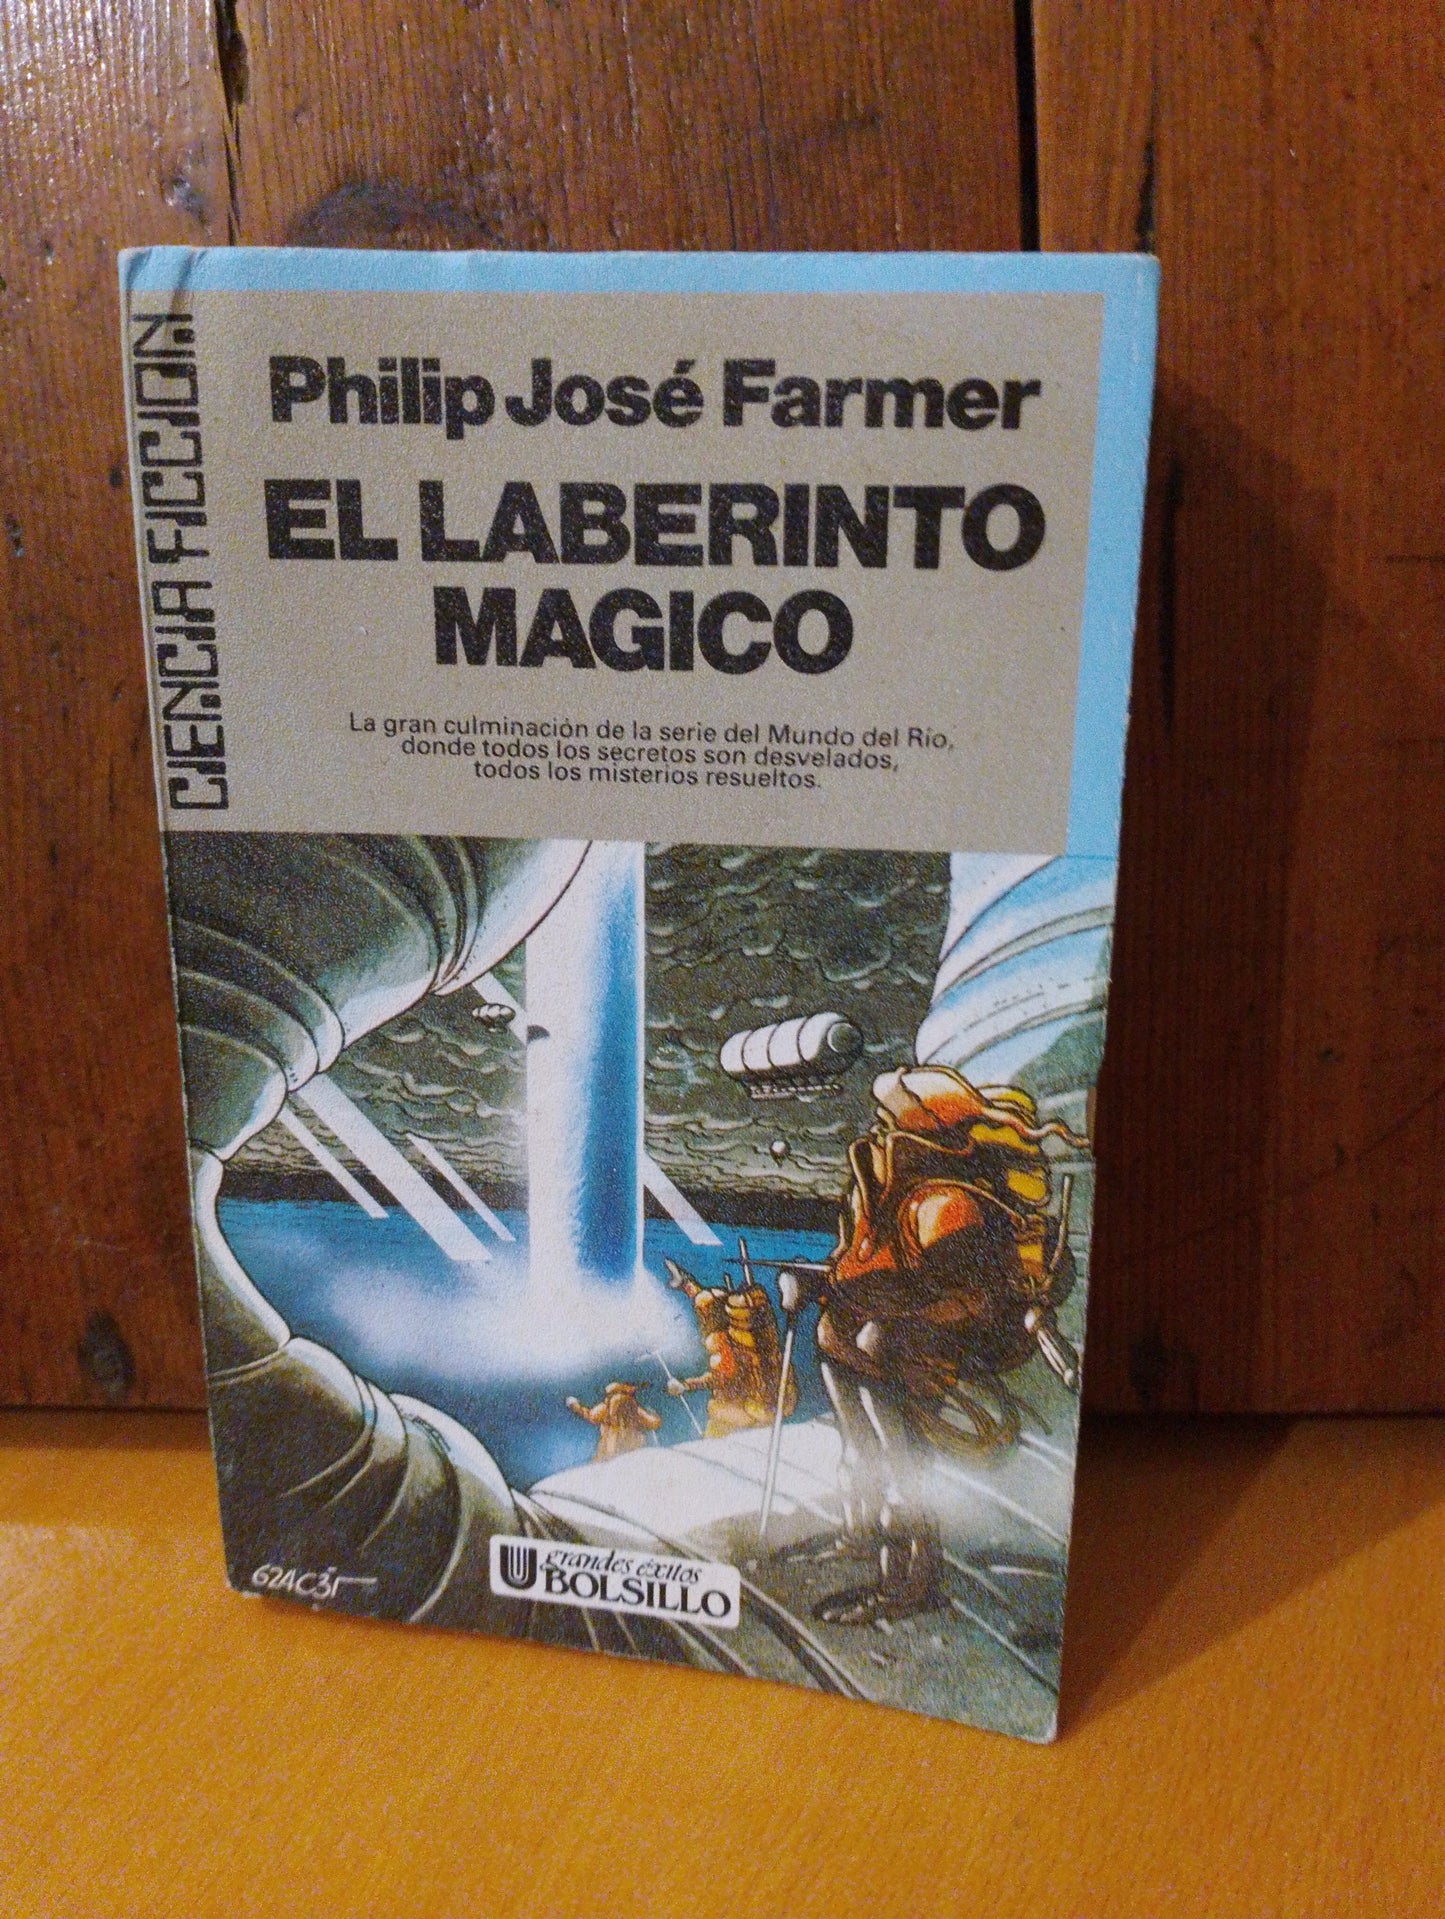 CIENCIA FICCION
Philip José Farmer
EL LABERINTO
MAGICO
La gran culminación de la serie del Mundo del Río,
donde todos los secretos son desvelados,
todos los misterios resueltos.
grandes éxitos
BOLSILLO